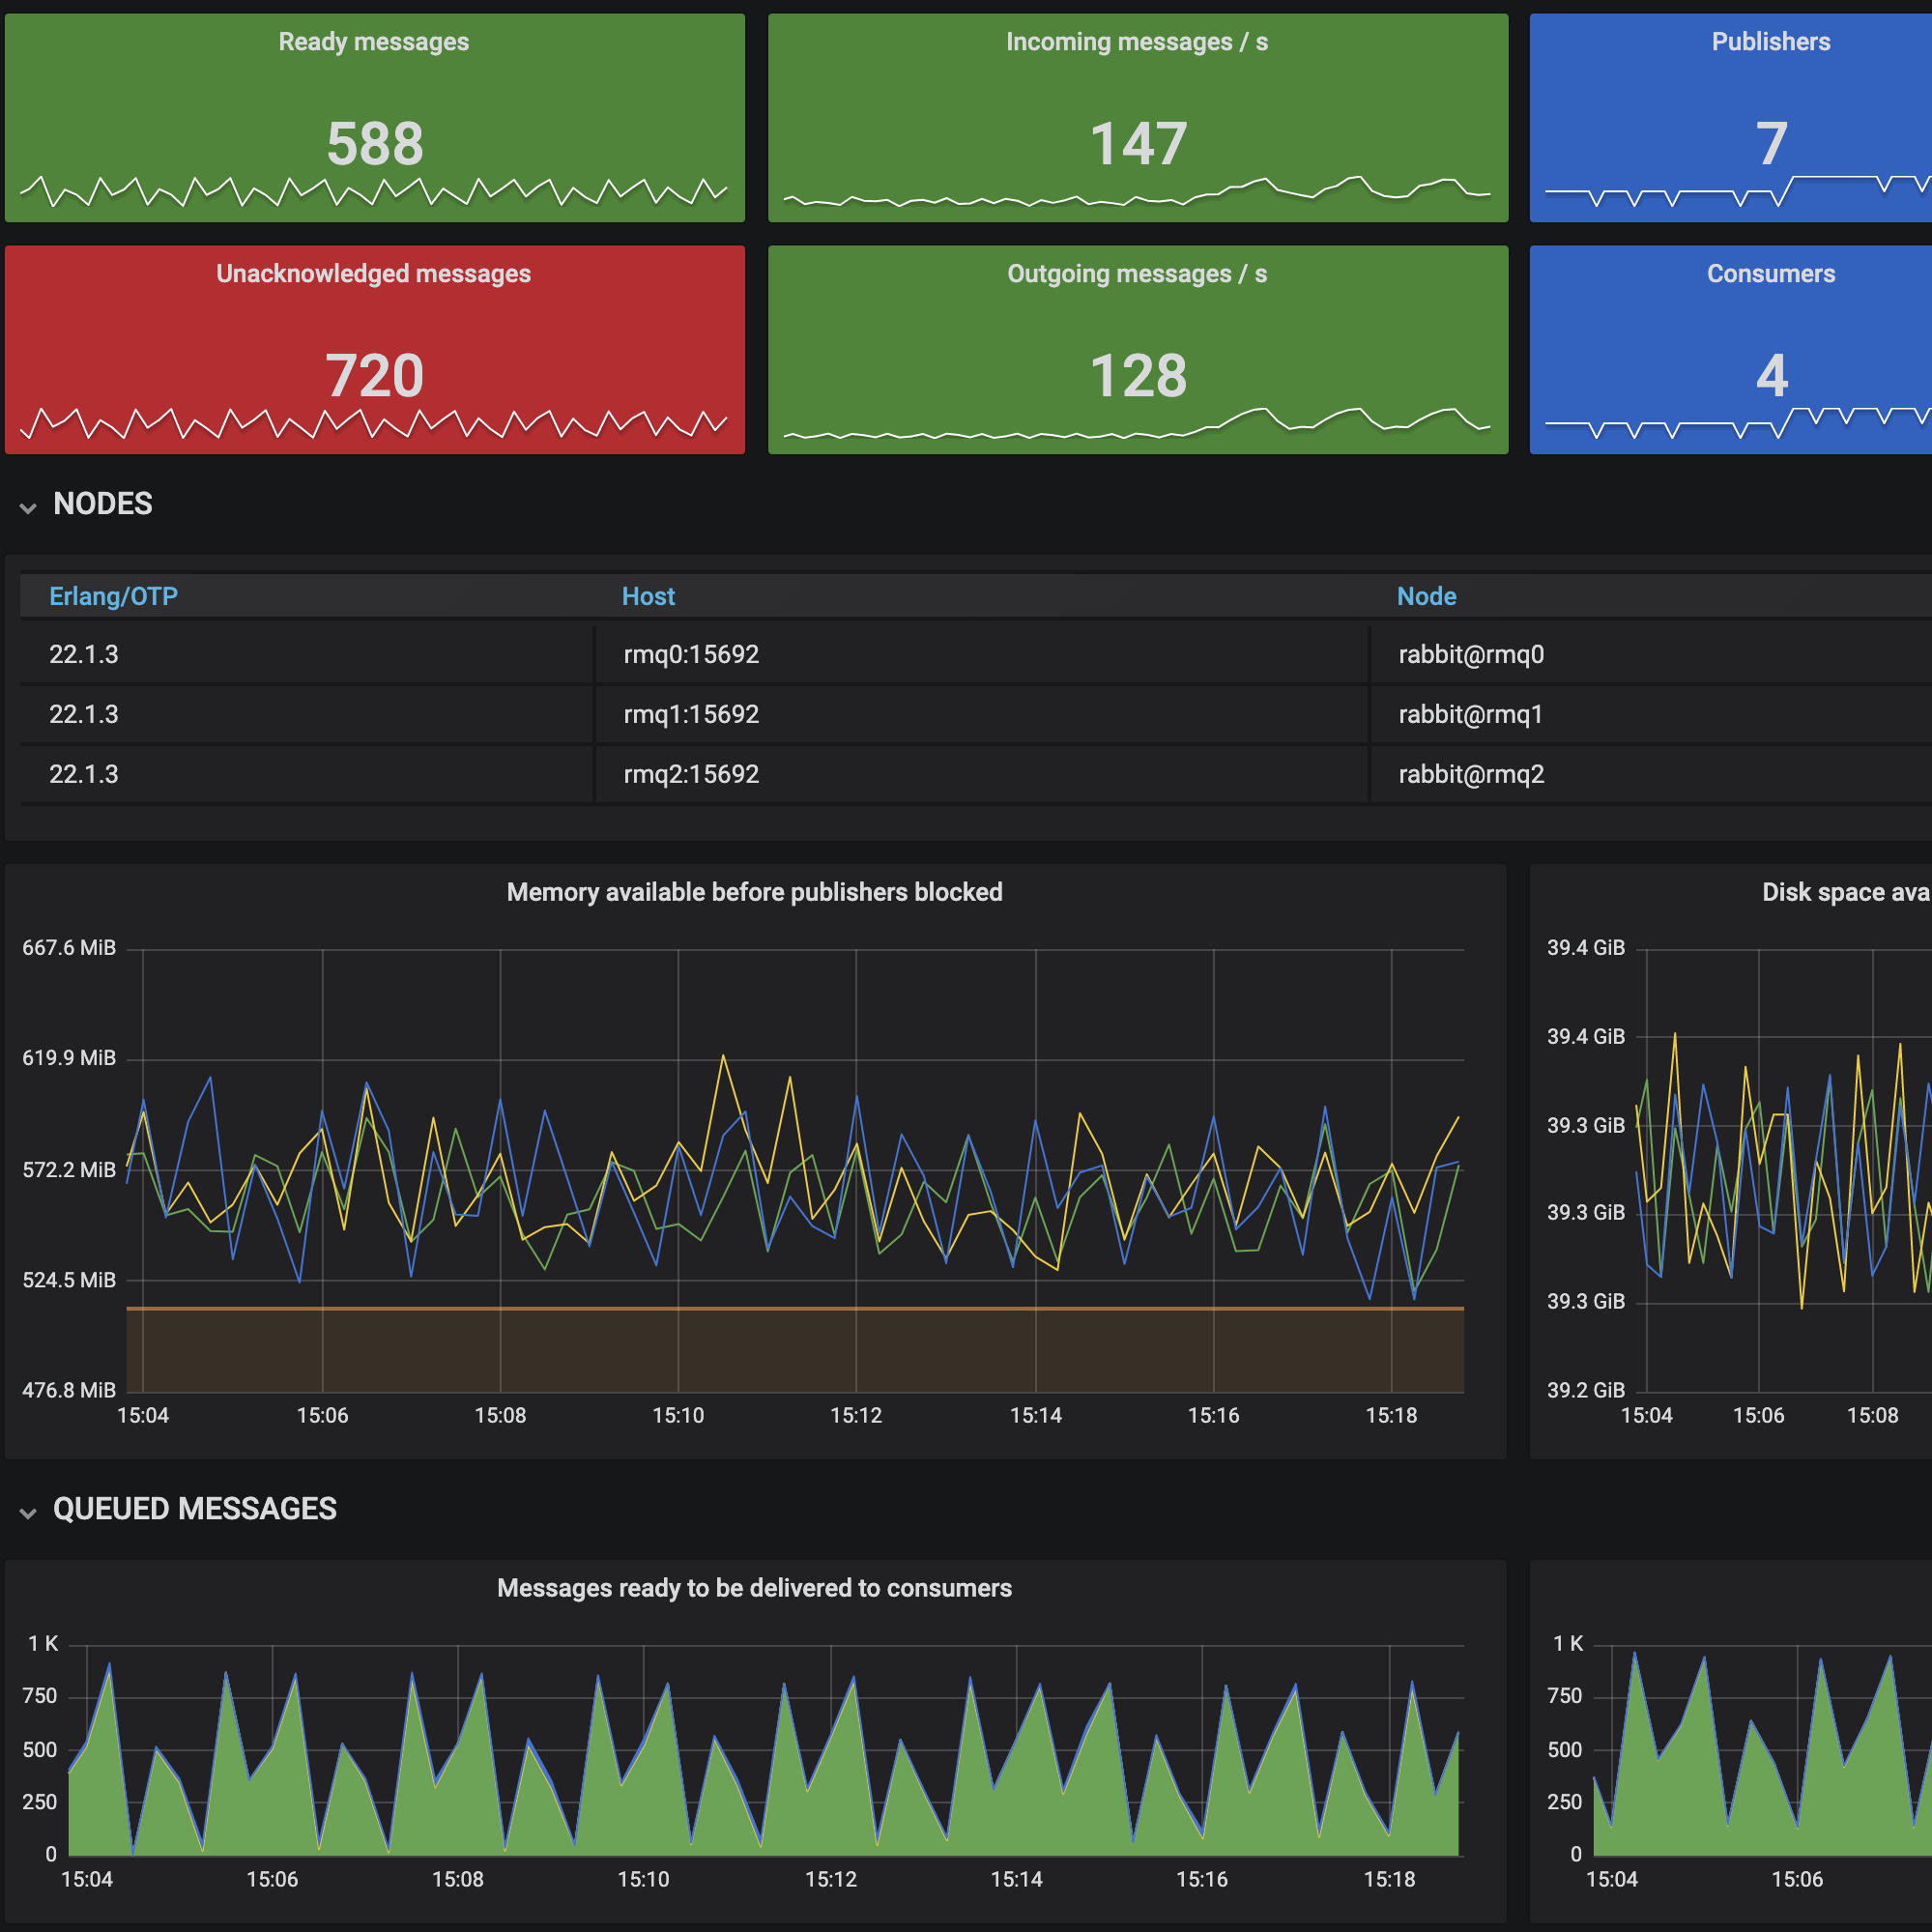 Ready messages
588
Incoming messages / s
147
Publishers
7
Unacknowledged messages
720
Outgoing messages / s
128
Consumers
4
NODES
Erlang/OTP Host Node
22.1.3 rmq0:15692 rabbit@rmq0
22.1.3 rmq1:15692 rabbit@rmq1
22.1.3 rmq2:15692 rabbit@rmq2
Memory available before publishers blocked
667.6 MiB
619.9 MiB
572.2 MiB
524.5 MiB
476.8 MiB
15:04 15:06 15:08 15:10 15:12 15:14 15:16 15:18
Disk space ava
39.4 GiB
39.4 GiB
39.3 GiB
39.3 GiB
39.3 GiB
39.2 GiB
15:04 15:06 15:08
QUEUED MESSAGES
Messages ready to be delivered to consumers
1 K
750
500
250
0
15:04 15:06 15:08 15:10 15:12 15:14 15:16 15:18
1 K
750
500
250
0
15:04 15:06